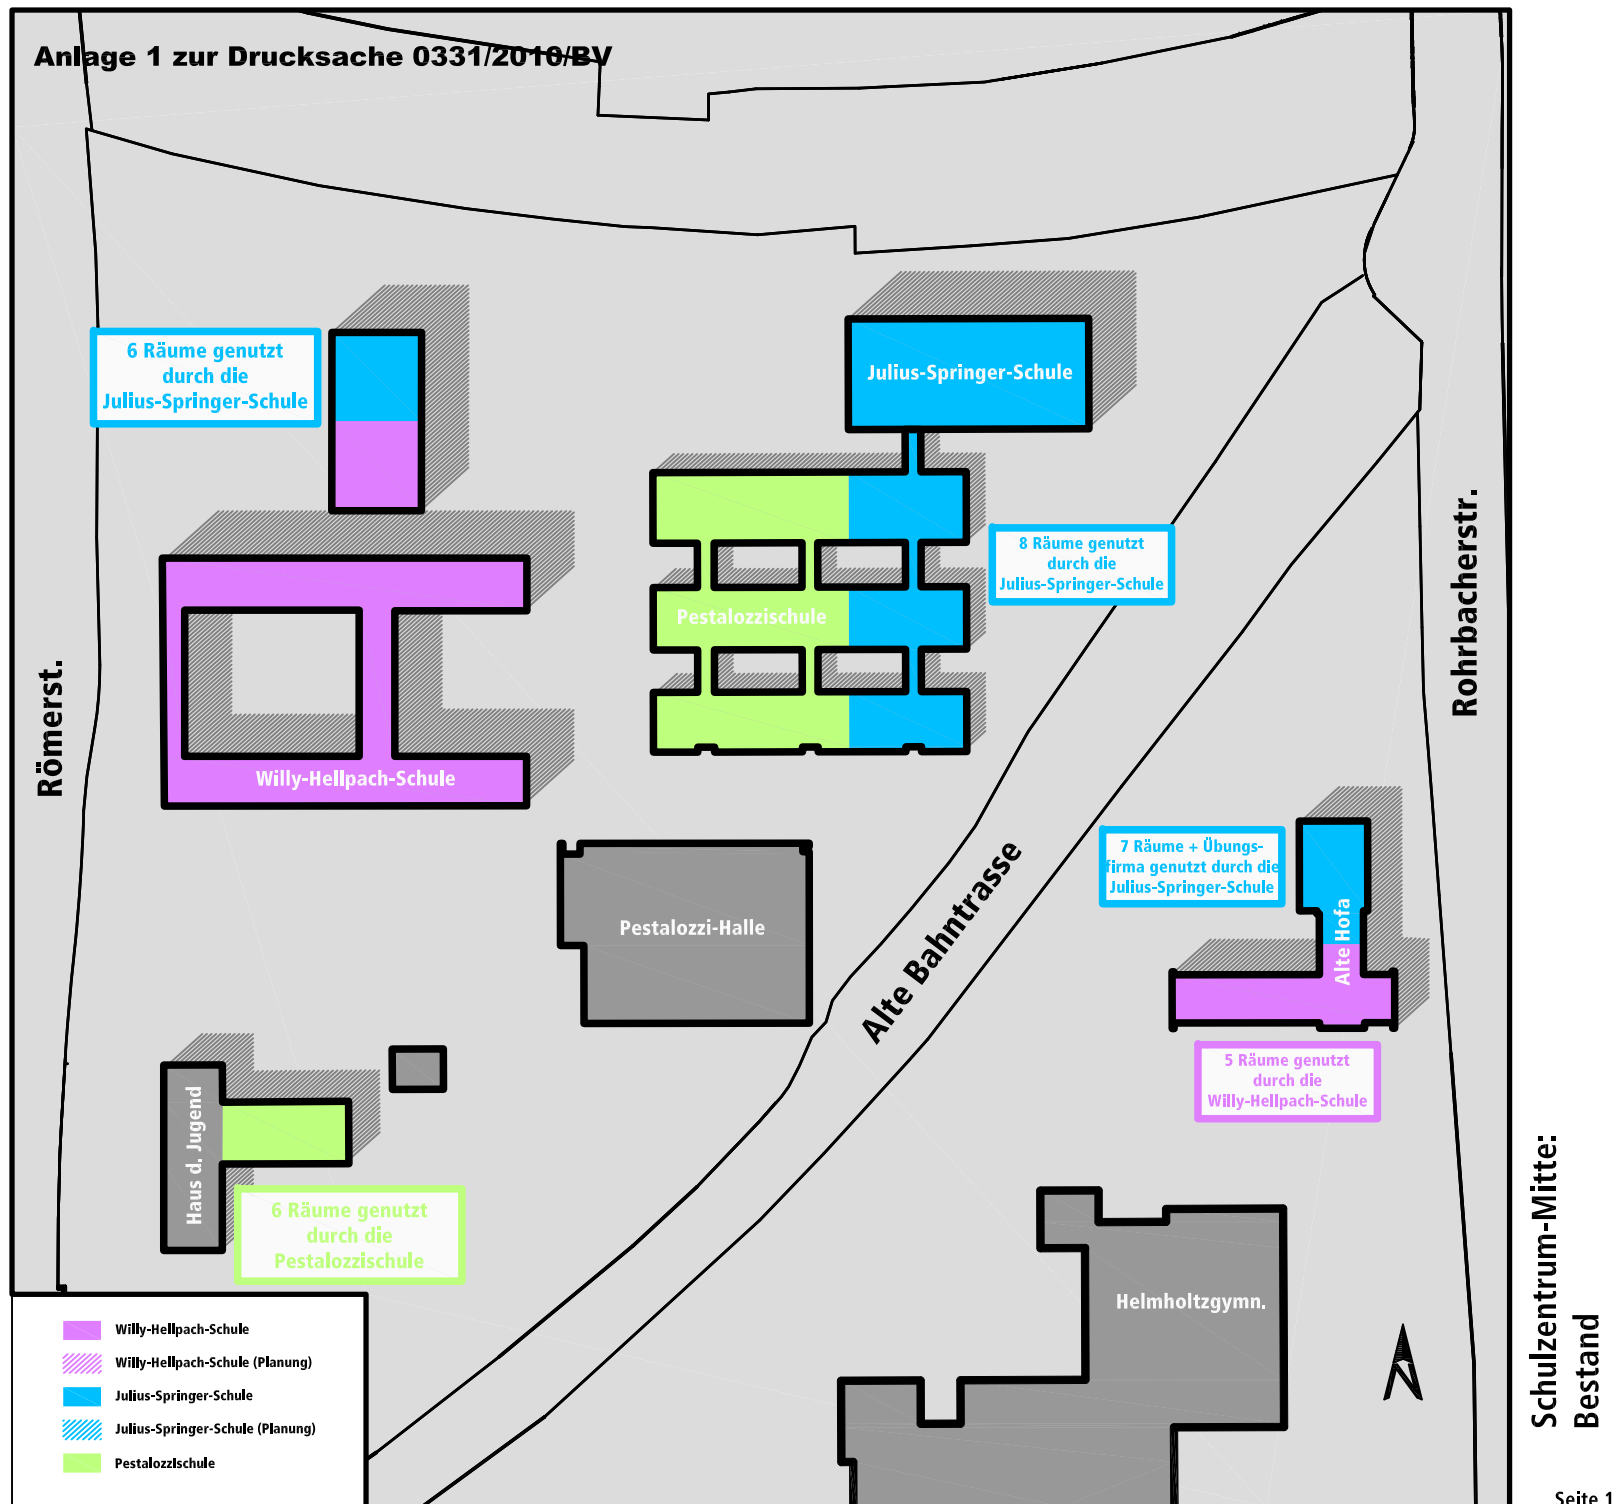 Anlage 1 zur Drucksache 0331/2010/BV
6 Räume genutzt
durch die
Julius-Springer-Schule
Julius-Springer-Schule
8 Räume genutzt
durch die
Julius-Springer-Schule
Pestalozzischule
Rohrbacherstr.
Römerst.
Willy-Hellpach-Schule
7 Räume + Übungs-
firma genutzt durch die
Julius-Springer-Schule
Alte Hofa
Pestalozzi-Halle
Alte Bahntrasse
5 Räume genutzt
durch die
Willy-Hellpach-Schule
Haus d. Jugend
6 Räume genutzt
durch die
Pestalozzischule
Helmholtzgymn.
Willy-Hellpach-Schule
Willy-Hellpach-Schule (Planung)
Julius-Springer-Schule
Julius-Springer-Schule (Planung)
Pestalozzischule
Schulzentrum-Mitte:
Bestand
Seite 1